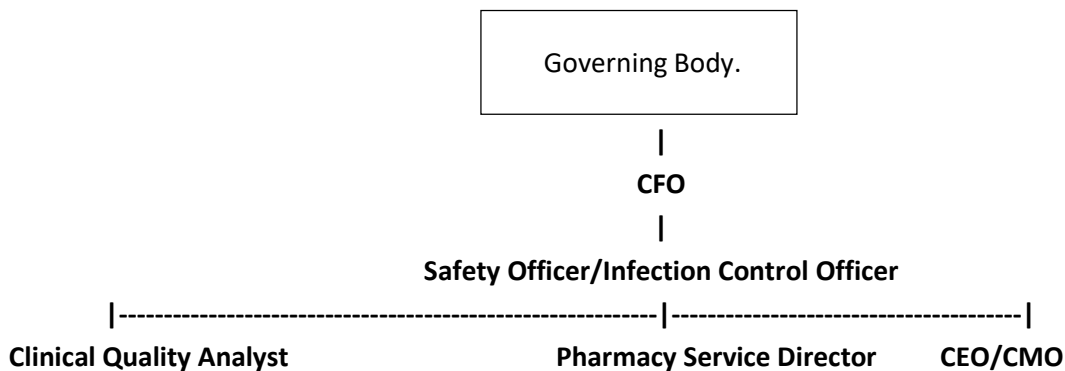 Governing Body.
|
CFO
|
Safety Officer/Infection Control Officer
|------------------------------------------------------------|---------------------------------------|
Clinical Quality Analyst Pharmacy Service Director CEO/CMO